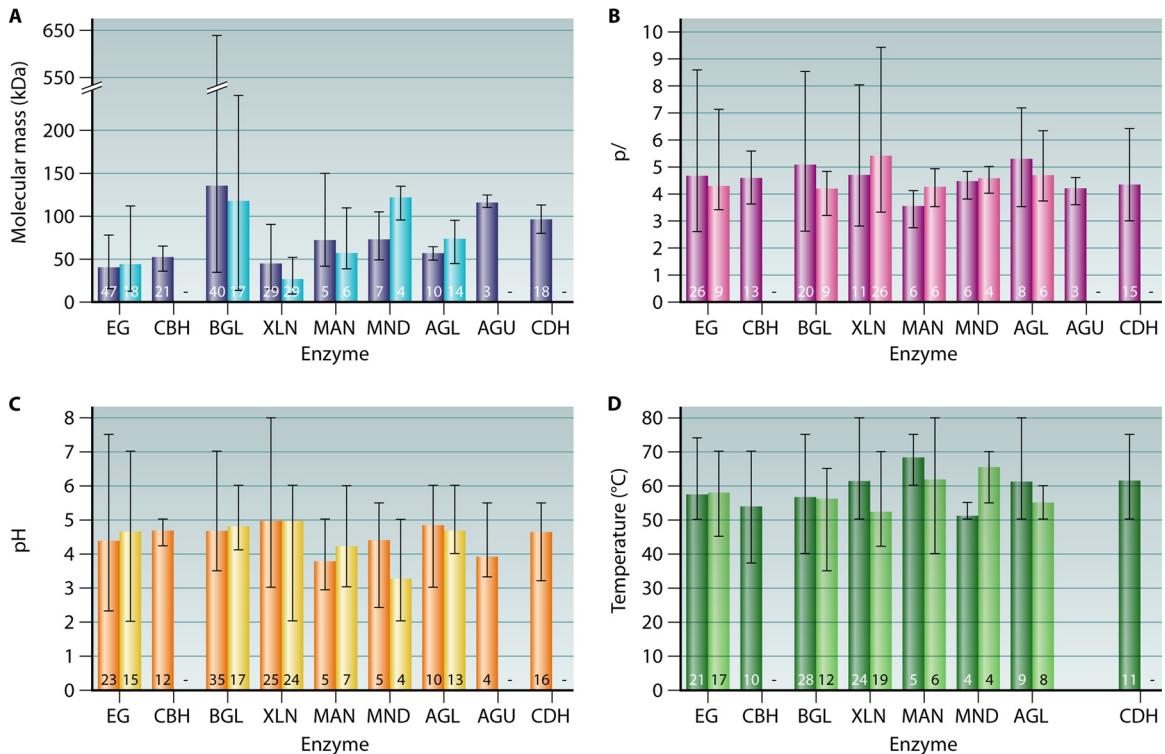 A
Molecular mass (kDa)
650
550
200
150
100
50
0
47 18 21 - 40 17 29 29 5 6 7 4 10 14 3 - 18 -
EG CBH BGL XLN MAN MND AGL AGU CDH
Enzyme
B
pI
10
9
8
7
6
5
4
3
2
1
0
26 9 13 - 20 9 11 26 6 6 6 4 8 6 3 - 15 -
EG CBH BGL XLN MAN MND AGL AGU CDH
Enzyme
C
pH
8
7
6
5
4
3
2
1
0
23 15 12 - 35 17 25 24 5 7 5 4 10 13 4 - 16 -
EG CBH BGL XLN MAN MND AGL AGU CDH
Enzyme
D
Temperature (°C)
80
70
60
50
40
30
20
10
0
21 17 10 - 28 12 24 19 5 6 4 4 9 8 11 -
EG CBH BGL XLN MAN MND AGL CDH
Enzyme